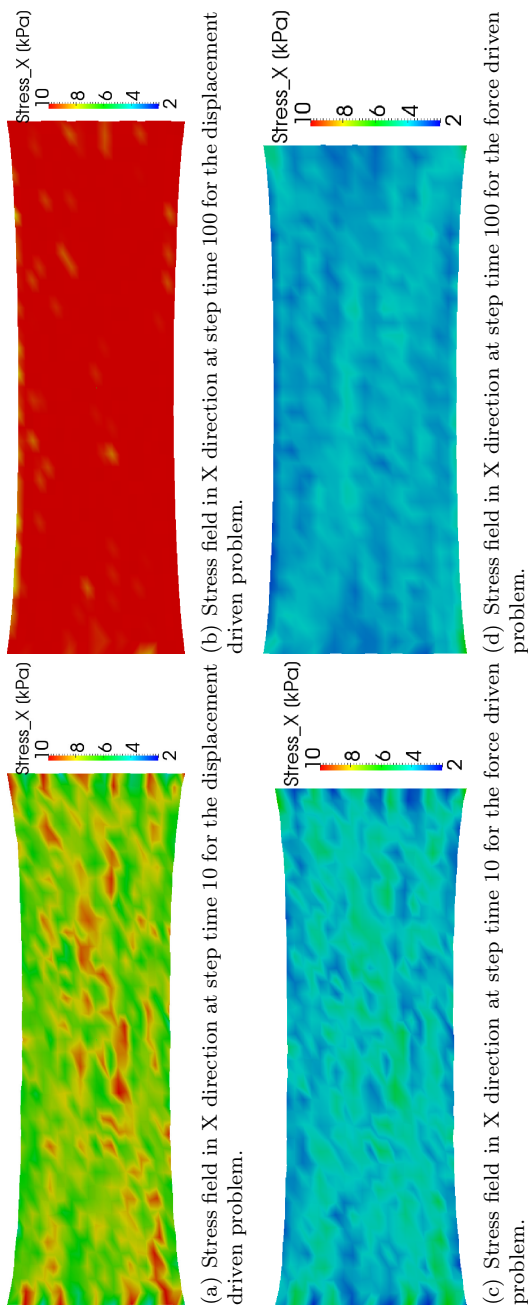 Stress_X (kPa)
10
8
6
4
2
(a) Stress field in X direction at step time 10 for the displacement
driven problem.
Stress_X (kPa)
10
8
6
4
2
(b) Stress field in X direction at step time 100 for the displacement
driven problem.
Stress_X (kPa)
10
8
6
4
2
(c) Stress field in X direction at step time 10 for the force driven
problem.
Stress_X (kPa)
10
8
6
4
2
(d) Stress field in X direction at step time 100 for the force driven
problem.